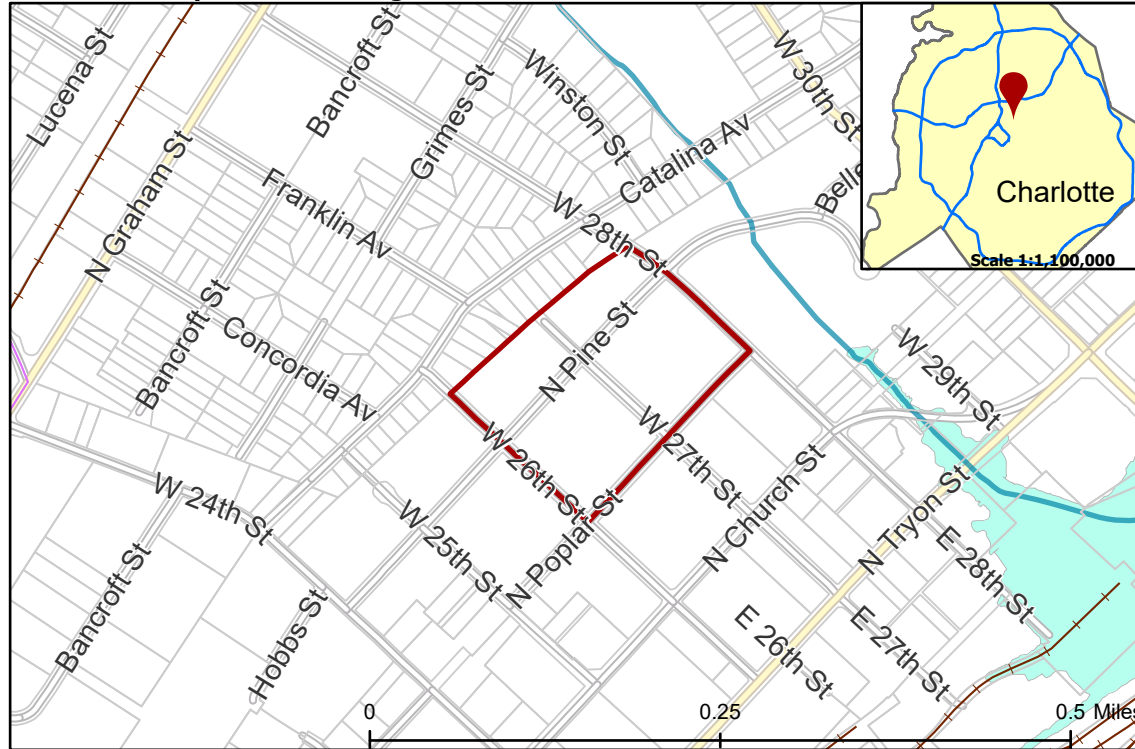 Lucena St
Bancroft St
Grimes St
Winston St
W 30th St
Catalina Av
Belle
N Graham St
Franklin Av
W 28th St
Charlotte
Scale 1:1,100,000
Bancroft St
Concordia Av
N Pine St
W 29th St
W 27th St
W 26th St
W 24th St
W 25th St
N Poplar St
N Church St
N Tryon St
E 28th St
Bancroft St
Hobbs St
E 26th St
E 27th St
0 0.25 0.5 Miles